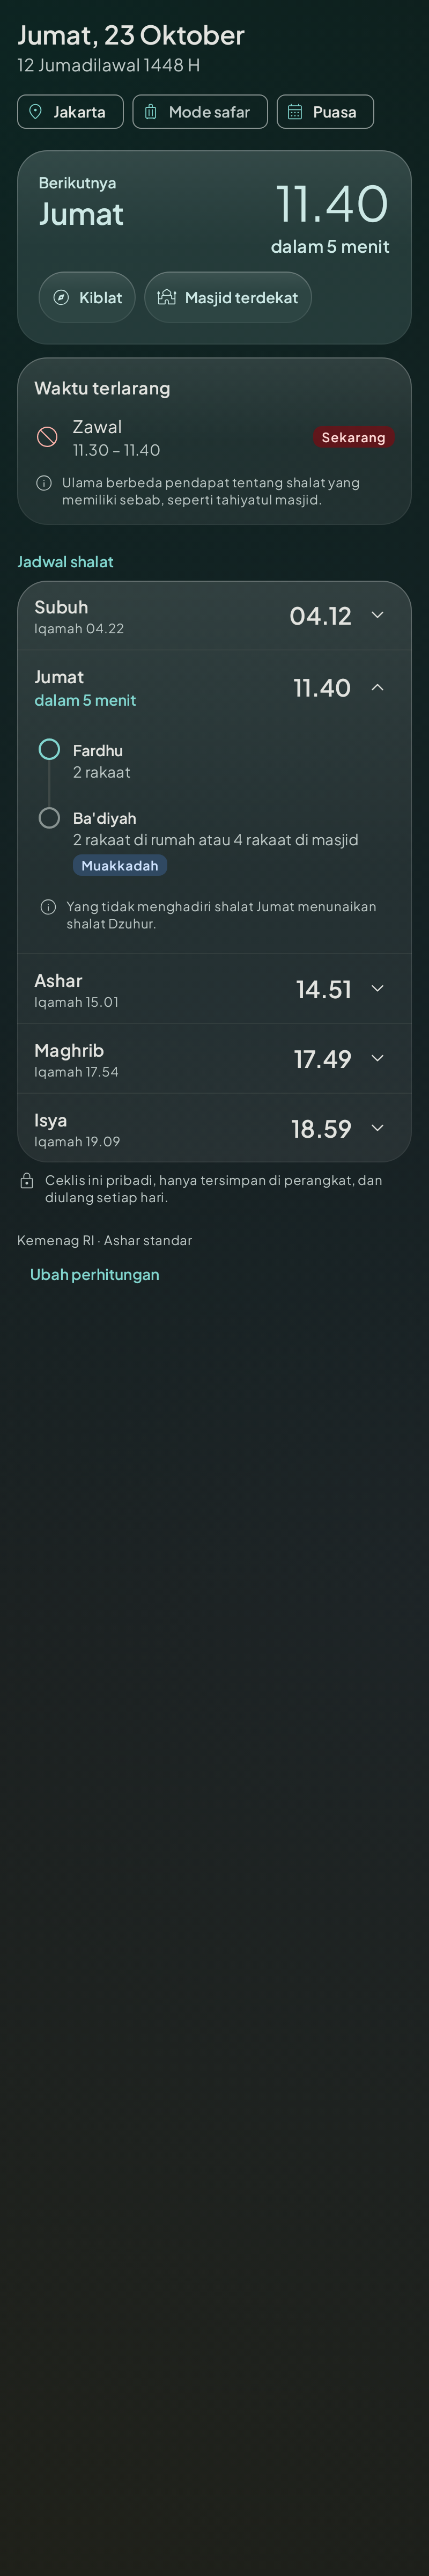 Jumat, 23 Oktober
12 Jumadilawal 1448 H
Jakarta
Mode safar
Puasa
Berikutnya
Jumat
11.40
dalam 5 menit
Kiblat
Masjid terdekat
Waktu terlarang
Zawal
11.30 – 11.40
Sekarang
Ulama berbeda pendapat tentang shalat yang
memiliki sebab, seperti tahiyatul masjid.
Jadwal shalat
Subuh
Iqamah 04.22
04.12
Jumat
dalam 5 menit
11.40
Fardhu
2 rakaat
Ba'diyah
2 rakaat di rumah atau 4 rakaat di masjid
Muakkadah
Yang tidak menghadiri shalat Jumat menunaikan
shalat Dzuhur.
Ashar
Iqamah 15.01
14.51
Maghrib
Iqamah 17.54
17.49
Isya
Iqamah 19.09
18.59
Ceklis ini pribadi, hanya tersimpan di perangkat, dan
diulang setiap hari.
Kemenag RI · Ashar standar
Ubah perhitungan